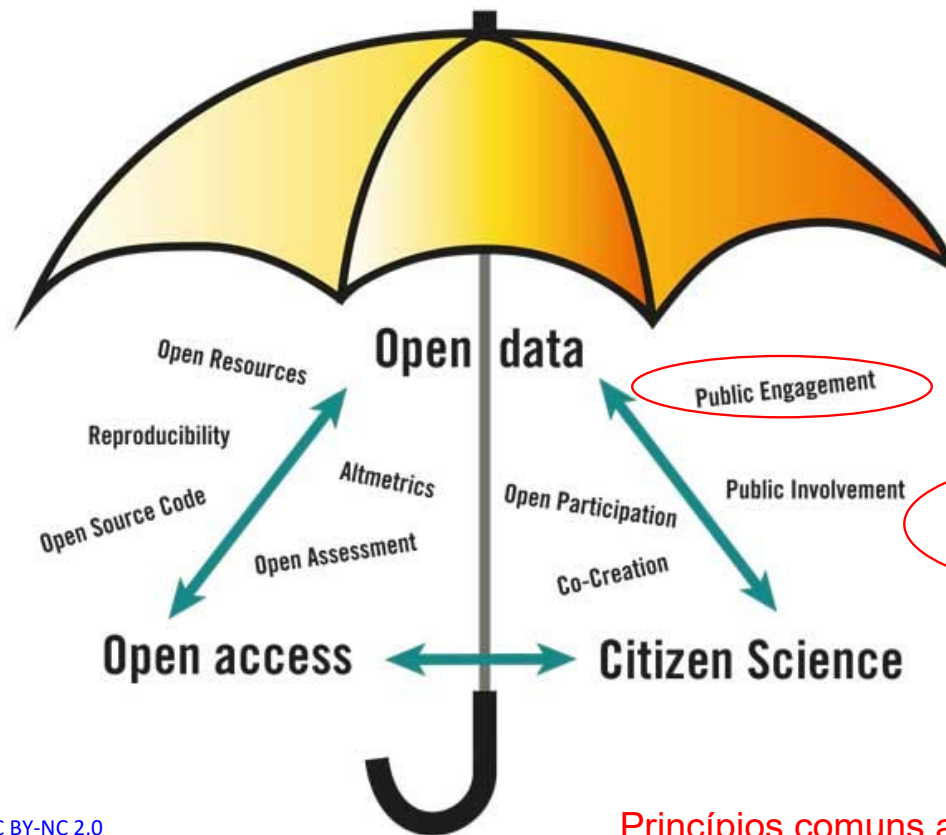 Open data
Open Resources
Public Engagement
Reproducibility
Altmetrics
Public Involvement
Open Participation
Open Source Code
Open Assessment
Co-Creation
Open access
Citizen Science
BY-NC 2.0
Princípios comuns